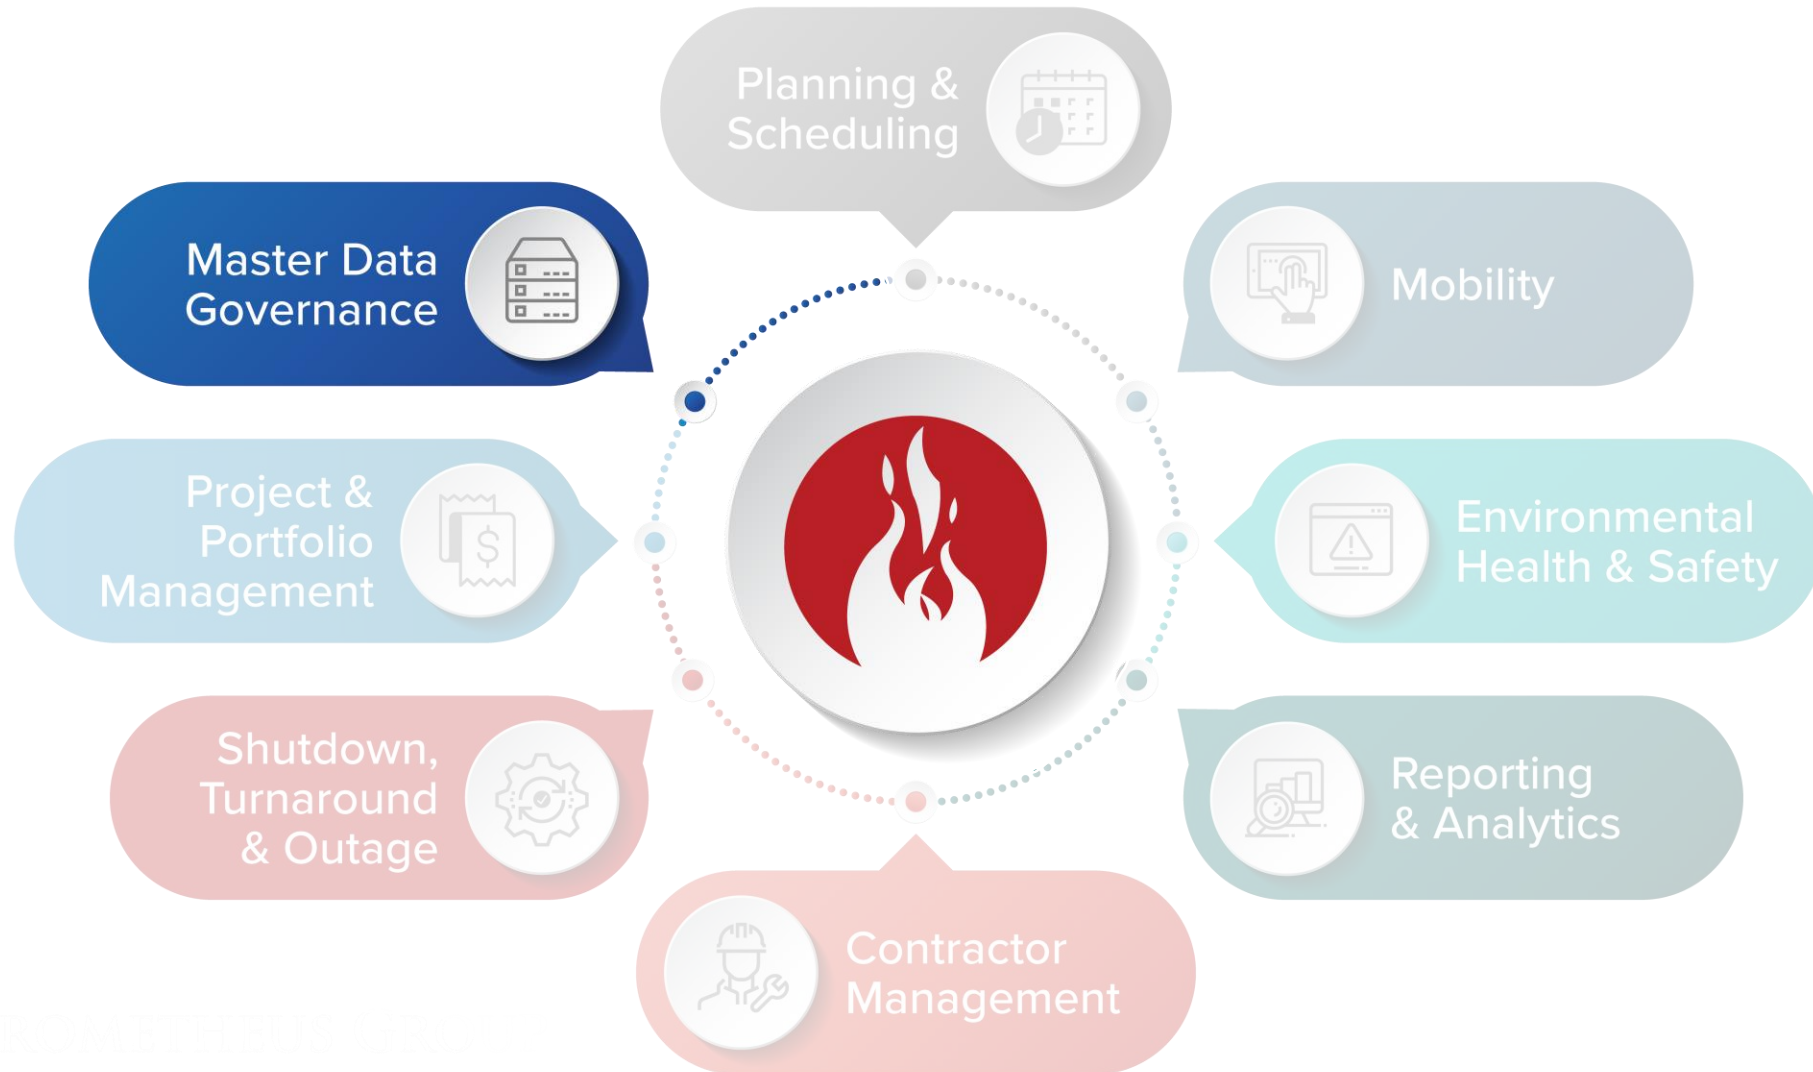 Planning &
Scheduling
Master Data
Governance
Mobility
Project &
Portfolio
Management
$
Environmental
Health & Safety
Shutdown,
Turnaround
& Outage
Reporting
& Analytics
Contractor
Management